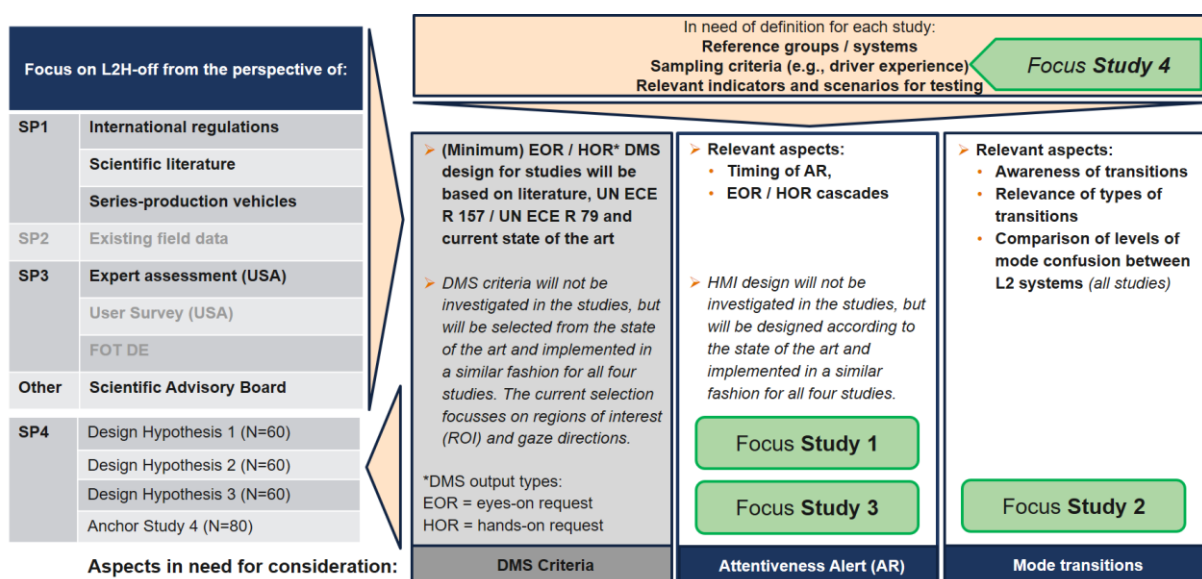 Focus on L2H-off from the perspective of:
SP1
International regulations
Scientific literature
Series-production vehicles
SP2
Existing field data
SP3
Expert assessment (USA)
User Survey (USA)
FOT DE
Other
Scientific Advisory Board
SP4
Design Hypothesis 1 (N=60)
Design Hypothesis 2 (N=60)
Design Hypothesis 3 (N=60)
Anchor Study 4 (N=80)
In need of definition for each study:
Reference groups / systems
Sampling criteria (e.g., driver experience)
Relevant indicators and scenarios for testing
Focus Study 4
(Minimum) EOR / HOR* DMS
design for studies will be
based on literature, UN ECE
R 157 / UN ECE R 79 and
current state of the art
DMS criteria will not be
investigated in the studies, but
will be selected from the state
of the art and implemented in
a similar fashion for all four
studies. The current selection
focusses on regions of interest
(ROI) and gaze directions.
*DMS output types:
EOR = eyes-on request
HOR = hands-on request
Relevant aspects:
• Timing of AR,
• EOR / HOR cascades
HMI design will not be
investigated in the studies, but
will be designed according to
the state of the art and
implemented in a similar
fashion for all four studies.
Focus Study 1
Focus Study 3
Relevant aspects:
• Awareness of transitions
• Relevance of types of
transitions
• Comparison of levels of
mode confusion between
L2 systems (all studies)
Focus Study 2
Aspects in need for consideration:
DMS Criteria
Attentiveness Alert (AR)
Mode transitions